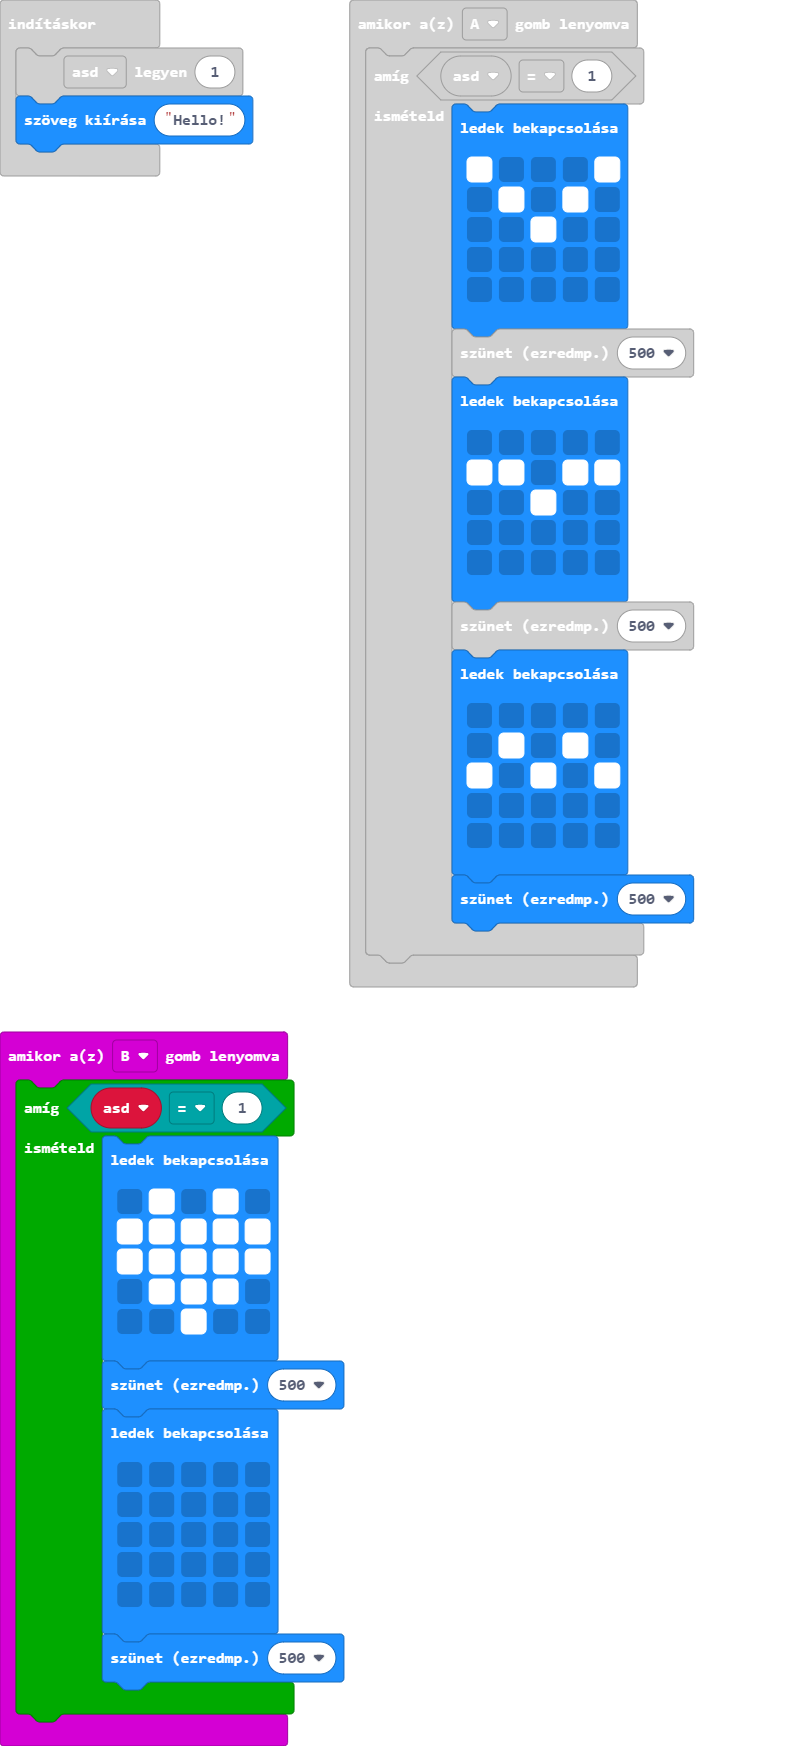 indításkor
asd legyen 1
szöveg kiírása "Hello!"
amikor a(z) A gomb lenyomva
amíg asd = 1
ismételd
ledek bekapcsolása
szünet (ezredmp.) 500
ledek bekapcsolása
szünet (ezredmp.) 500
ledek bekapcsolása
szünet (ezredmp.) 500
amikor a(z) B gomb lenyomva
amíg asd = 1
ismételd
ledek bekapcsolása
szünet (ezredmp.) 500
ledek bekapcsolása
szünet (ezredmp.) 500